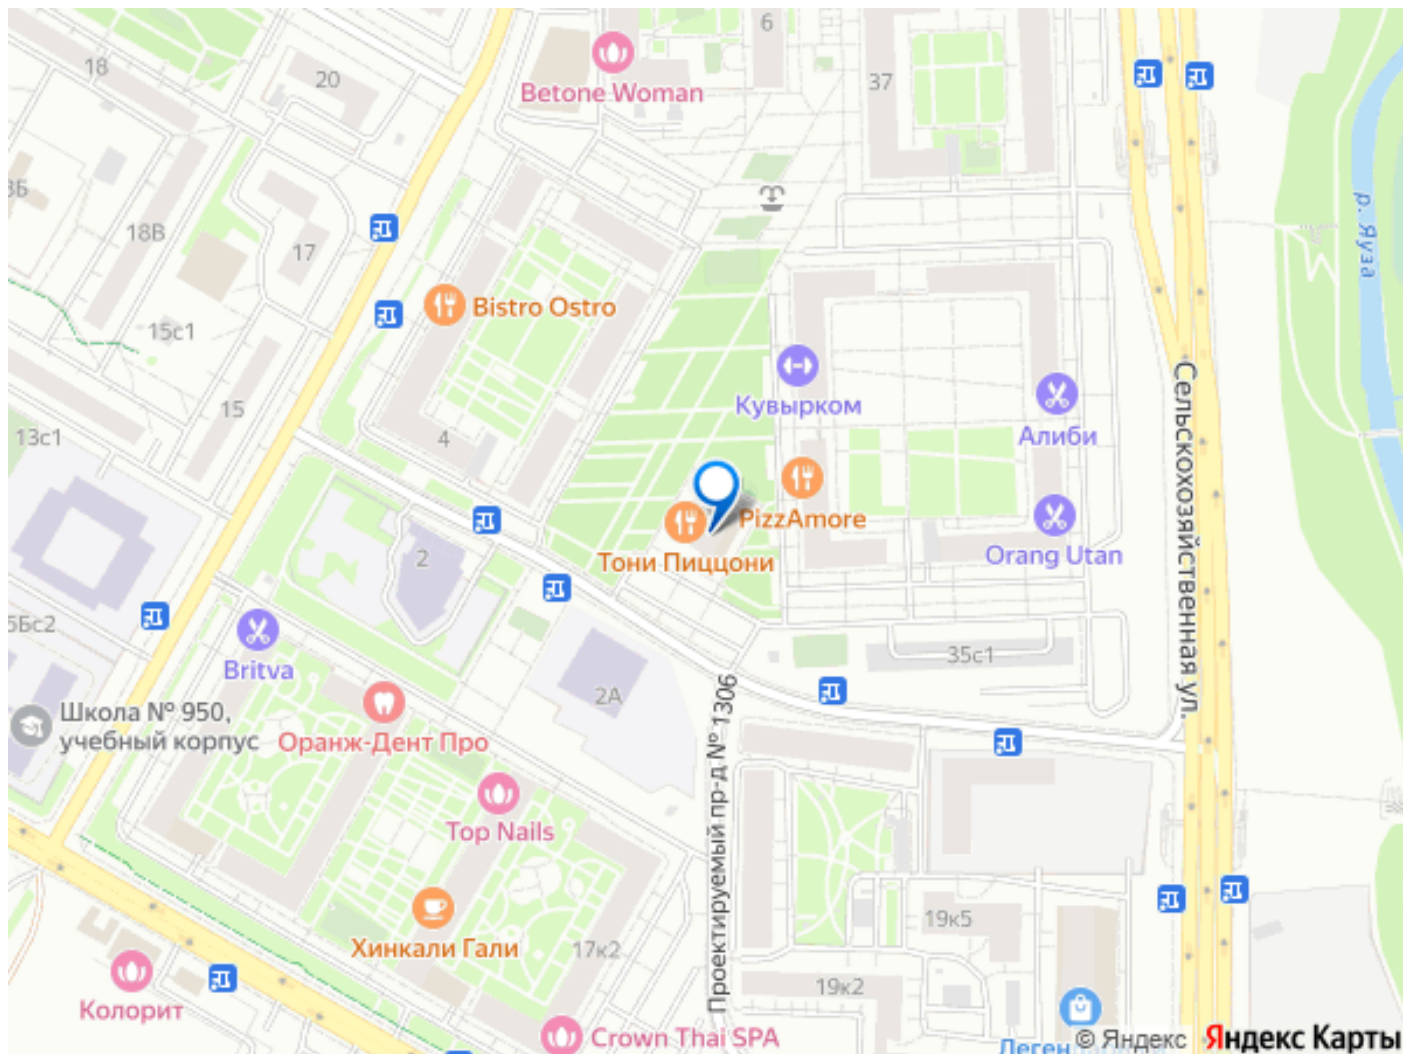 6
18
20
37
Betone Woman
18В
17
р. Яуза
Bistro Ostro
15с1
Кувырком
15
Алиби
13с1
4
Сельскохозяйственная ул.
PizzAmore
2
Тони Пиццони
Orang Utan
5Бс2
Britva
35с1
2А
Школа № 950,
учебный корпус
Оранж-Дент Про
Проектируемый пр-д № 1306
Top Nails
Хинкали Гали
17к2
19к5
19к2
Колорит
Crown Thai SPA
© Яндекс
Яндекс Карты